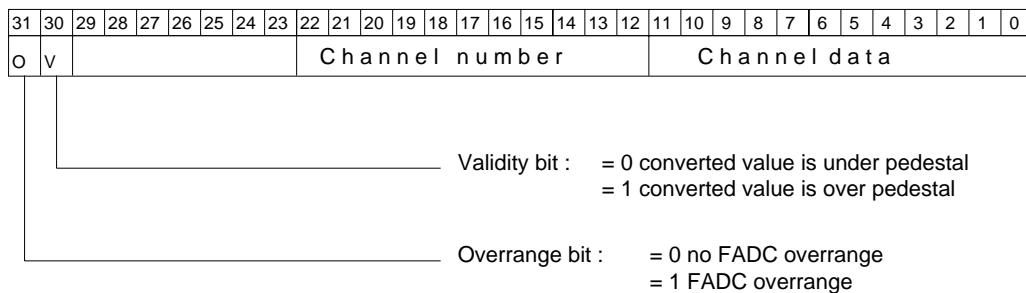 31 30 29 28 27 26 25 24 23 22 21 20 19 18 17 16 15 14 13 12 11 10 9 8 7 6 5 4 3 2 1 0
O V Channel number Channel data
Validity bit : = 0 converted value is under pedestal
= 1 converted value is over pedestal
Overrange bit : = 0 no FADC overrange
= 1 FADC overrange